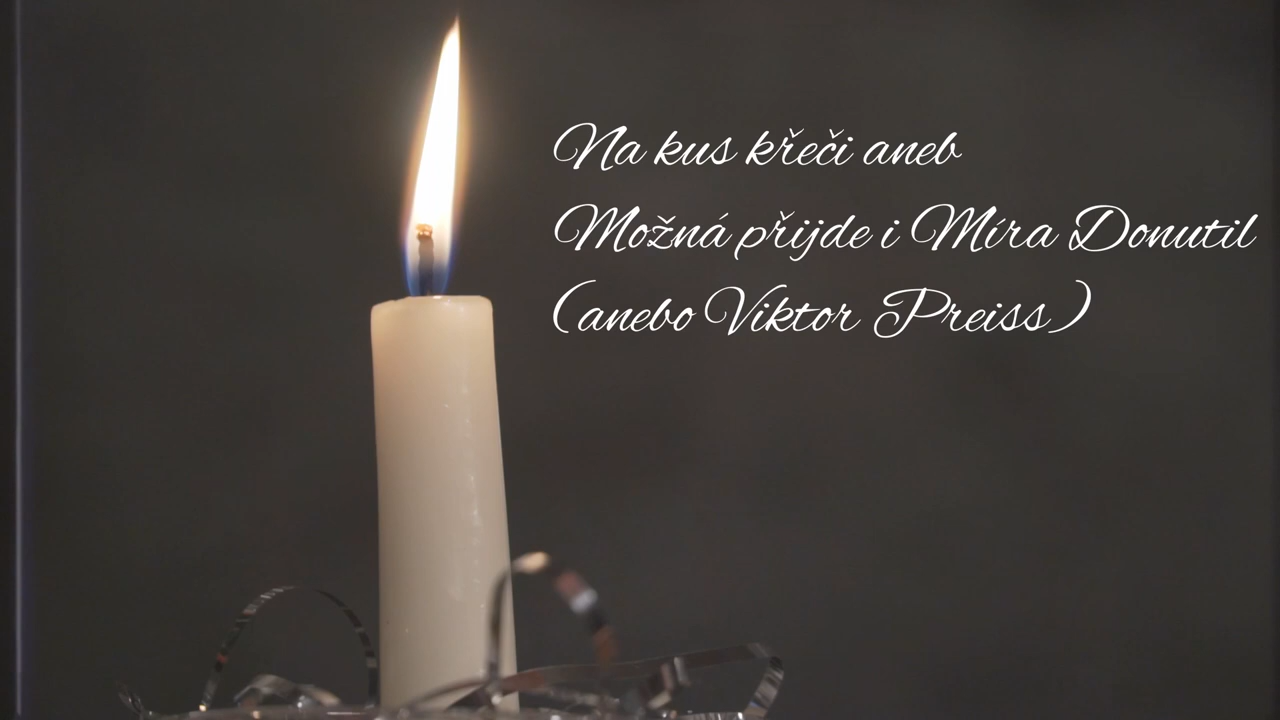 Na kus křeči aneb
Možná přijde i Míra Donutil
(anebo Viktor Preiss)